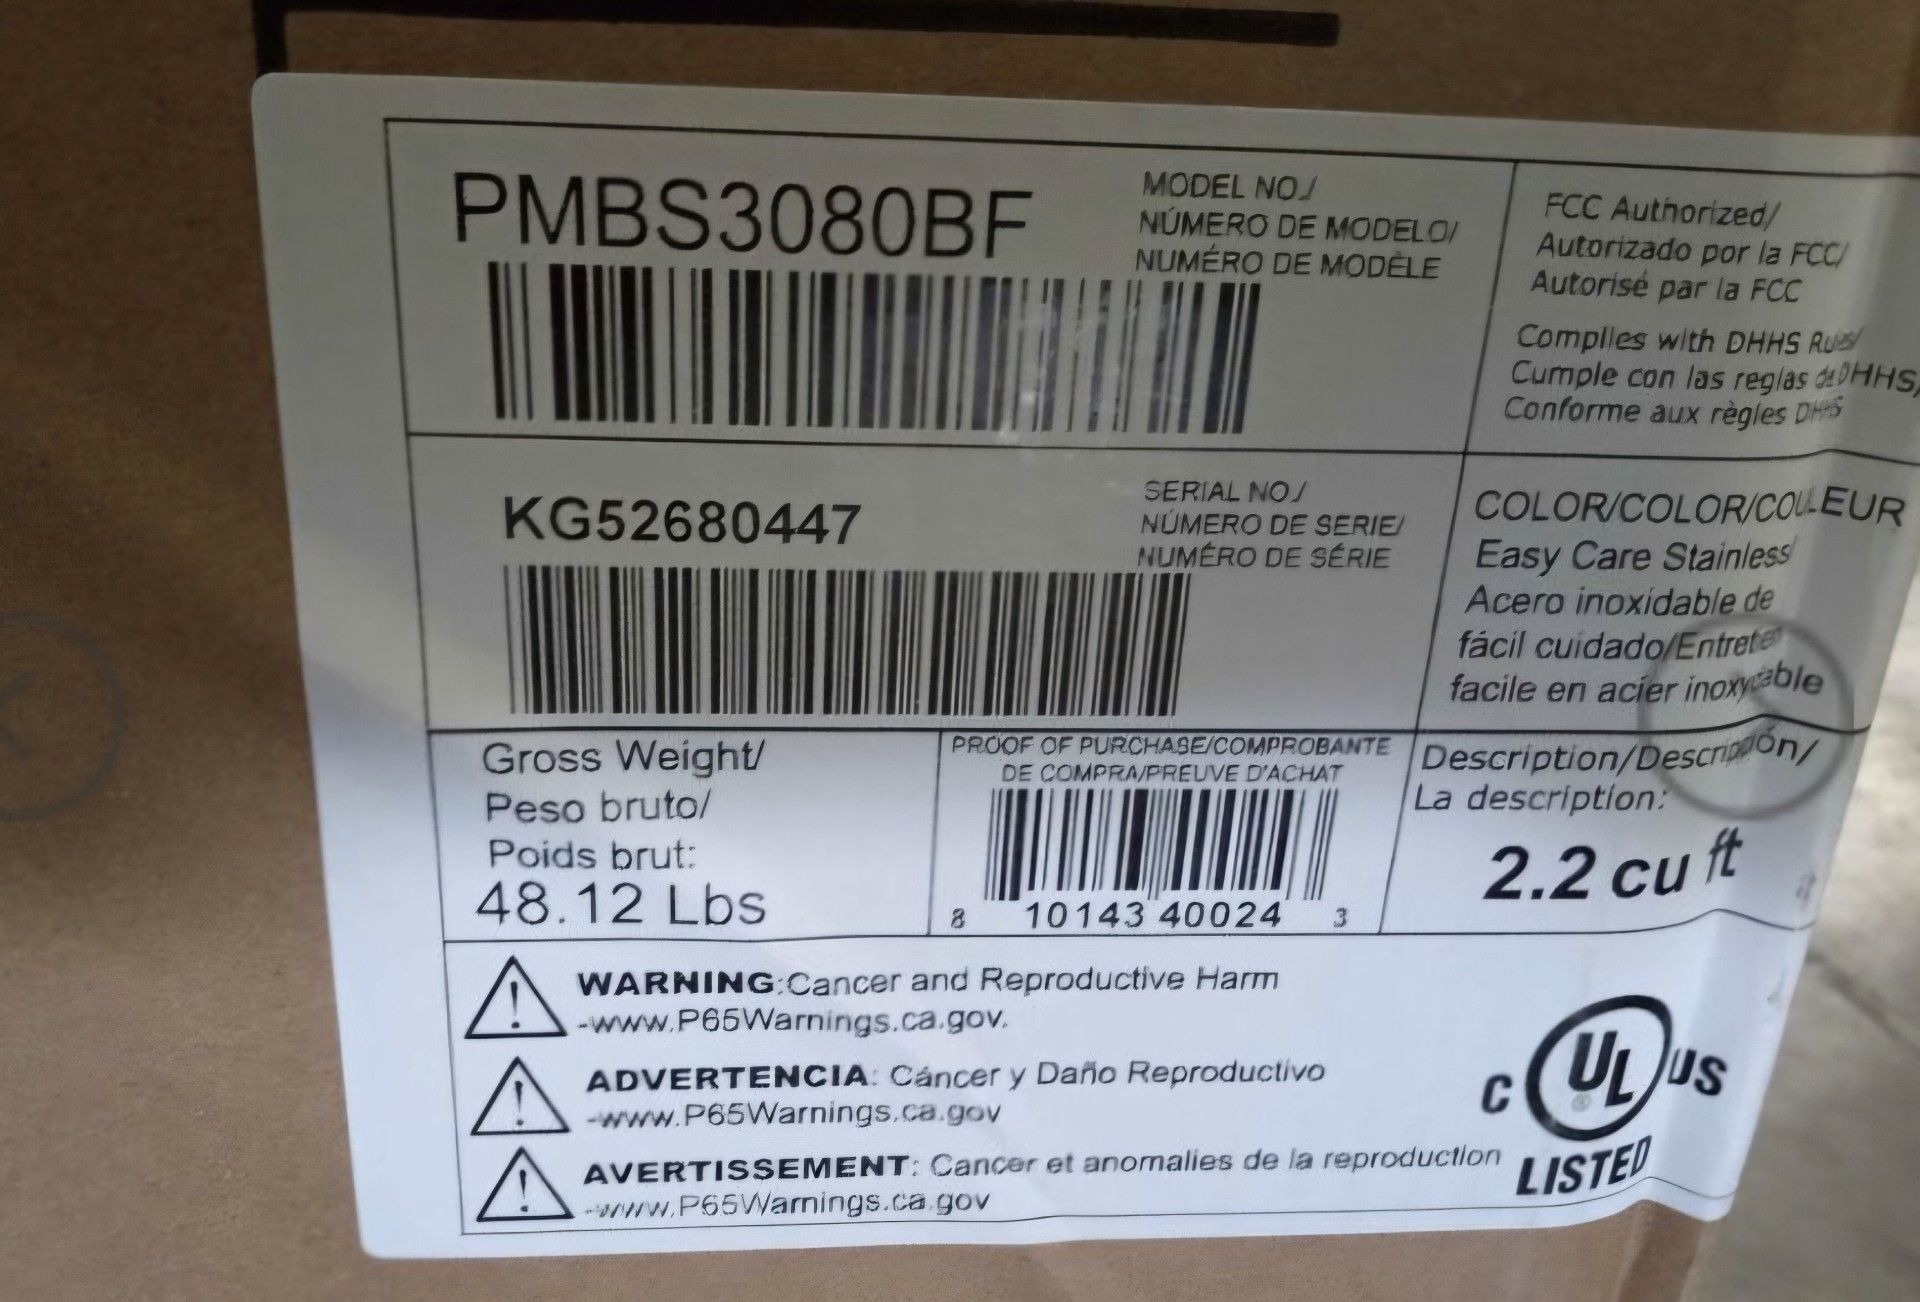 PMBS3080BF
MODEL NO./
NÚMERO DE MODELO/
NUMÉRO DE MODÈLE
FCC Authorized/
Autorizado por la FCC/
Autorisé par la FCC
Complies with DHHS Rules/
Cumple con las reglas de DHHS/
Conforme aux règles DHHS
KG52680447
SERIAL NO./
NÚMERO DE SERIE/
NUMÉRO DE SÉRIE
COLOR/COLOR/COULEUR
Easy Care Stainless/
Acero inoxidable de
fácil cuidado/Entretien
facile en acier inoxydable
Gross Weight/
Peso bruto/
Poids brut:
48.12 Lbs
PROOF OF PURCHASE/COMPROBANTE
DE COMPRA/PREUVE D'ACHAT
8 10143 40024 3
Description/Descripción/
La description:
2.2 cu ft
WARNING:Cancer and Reproductive Harm
-www.P65Warnings.ca.gov.
ADVERTENCIA: Cáncer y Daño Reproductivo
-www.P65Warnings.ca.gov
AVERTISSEMENT: Cancer et anomalies de la reproduction
-www.P65Warnings.ca.gov
C UL US
®
LISTED